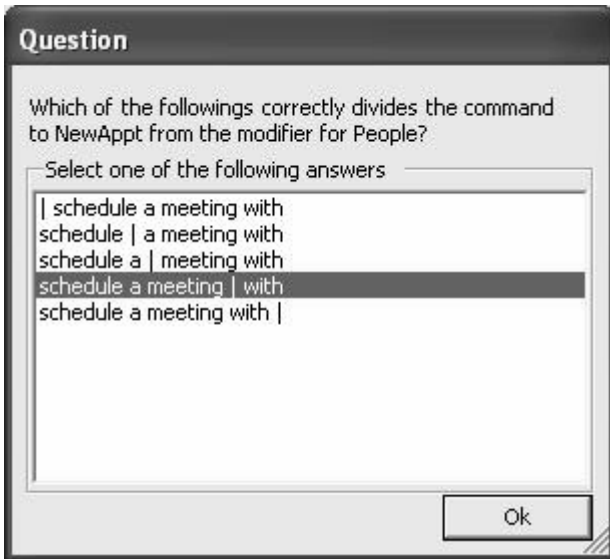 Question
Which of the followings correctly divides the command
to NewAppt from the modifier for People?
Select one of the following answers
| schedule a meeting with
schedule | a meeting with
schedule a | meeting with
schedule a meeting | with
schedule a meeting with |
Ok